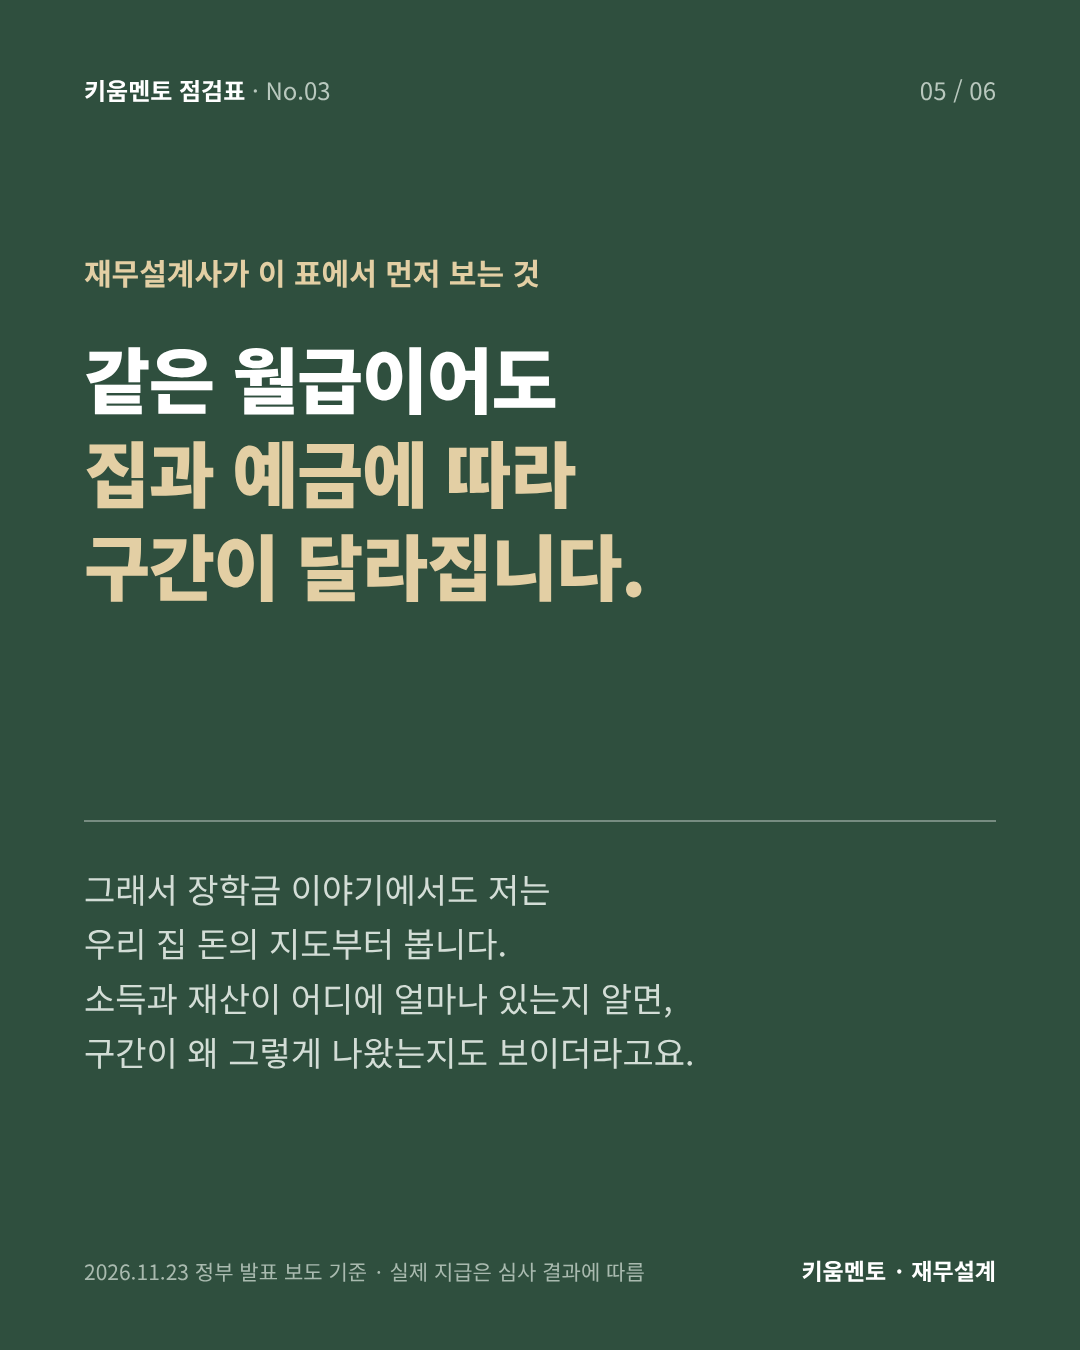 키움멘토 점검표 · No.03
05 / 06
재무설계사가 이 표에서 먼저 보는 것
같은 월급이어도
집과 예금에 따라
구간이 달라집니다.
그래서 장학금 이야기에서도 저는
우리 집 돈의 지도부터 봅니다.
소득과 재산이 어디에 얼마나 있는지 알면,
구간이 왜 그렇게 나왔는지도 보이더라고요.
2026.11.23 정부 발표 보도 기준 · 실제 지급은 심사 결과에 따름
키움멘토 · 재무설계